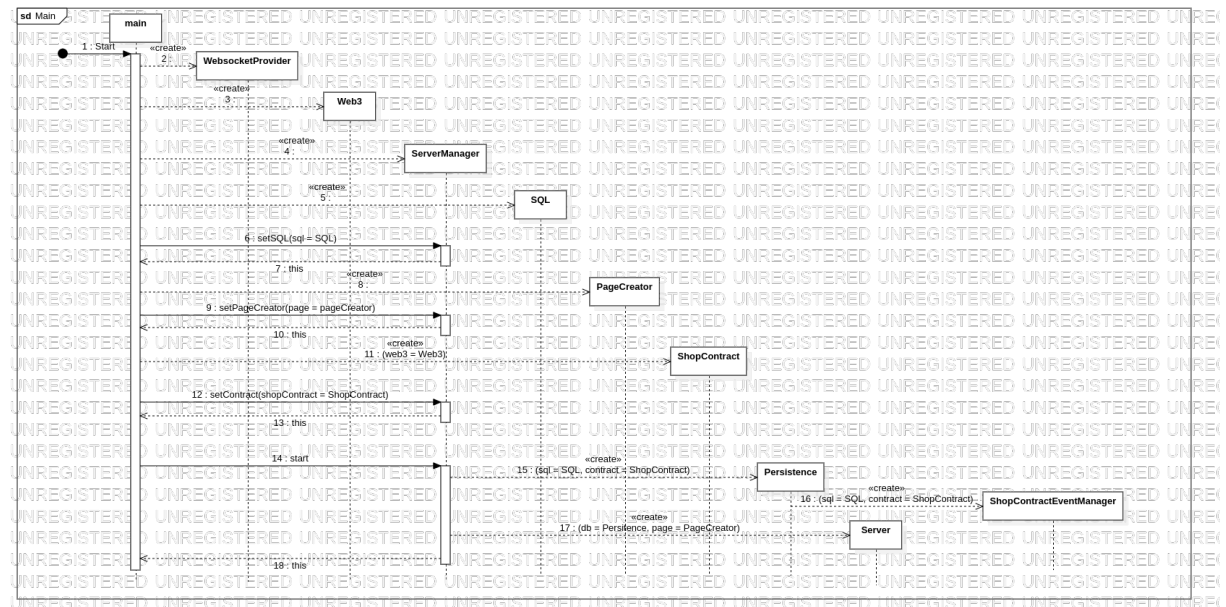 sd Main
main
1 : Start
«create»
2 :
WebsocketProvider
«create»
3 :
Web3
«create»
4 :
ServerManager
«create»
5 :
SQL
6 : setSQL(sql = SQL)
7 : this
«create»
8 :
PageCreator
9 : setPageCreator(page = pageCreator)
10 : this
«create»
11 : (web3 = Web3)
ShopContract
12 : setContract(shopContract = ShopContract)
13 : this
14 : start
«create»
15 : (sql = SQL, contract = ShopContract)
Persistence
«create»
16 : (sql = SQL, contract = ShopContract)
ShopContractEventManager
«create»
17 : (db = Persitence, page = PageCreator)
Server
18 : this
UNREGISTERED